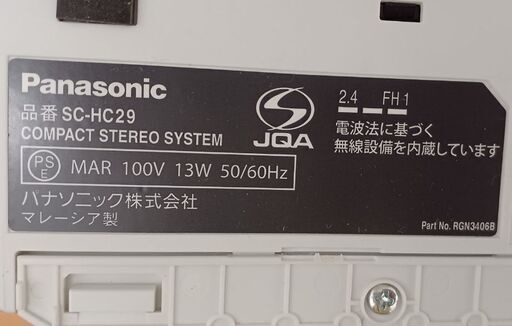 Panasonic
品番 SC-HC29
COMPACT STEREO SYSTEM
PS E MAR 100V 13W 50/60Hz
パナソニック株式会社
マレーシア製
S
JQA
2.4 FH 1
電波法に基づく
無線設備を内蔵しています
Part No. RGN3406B